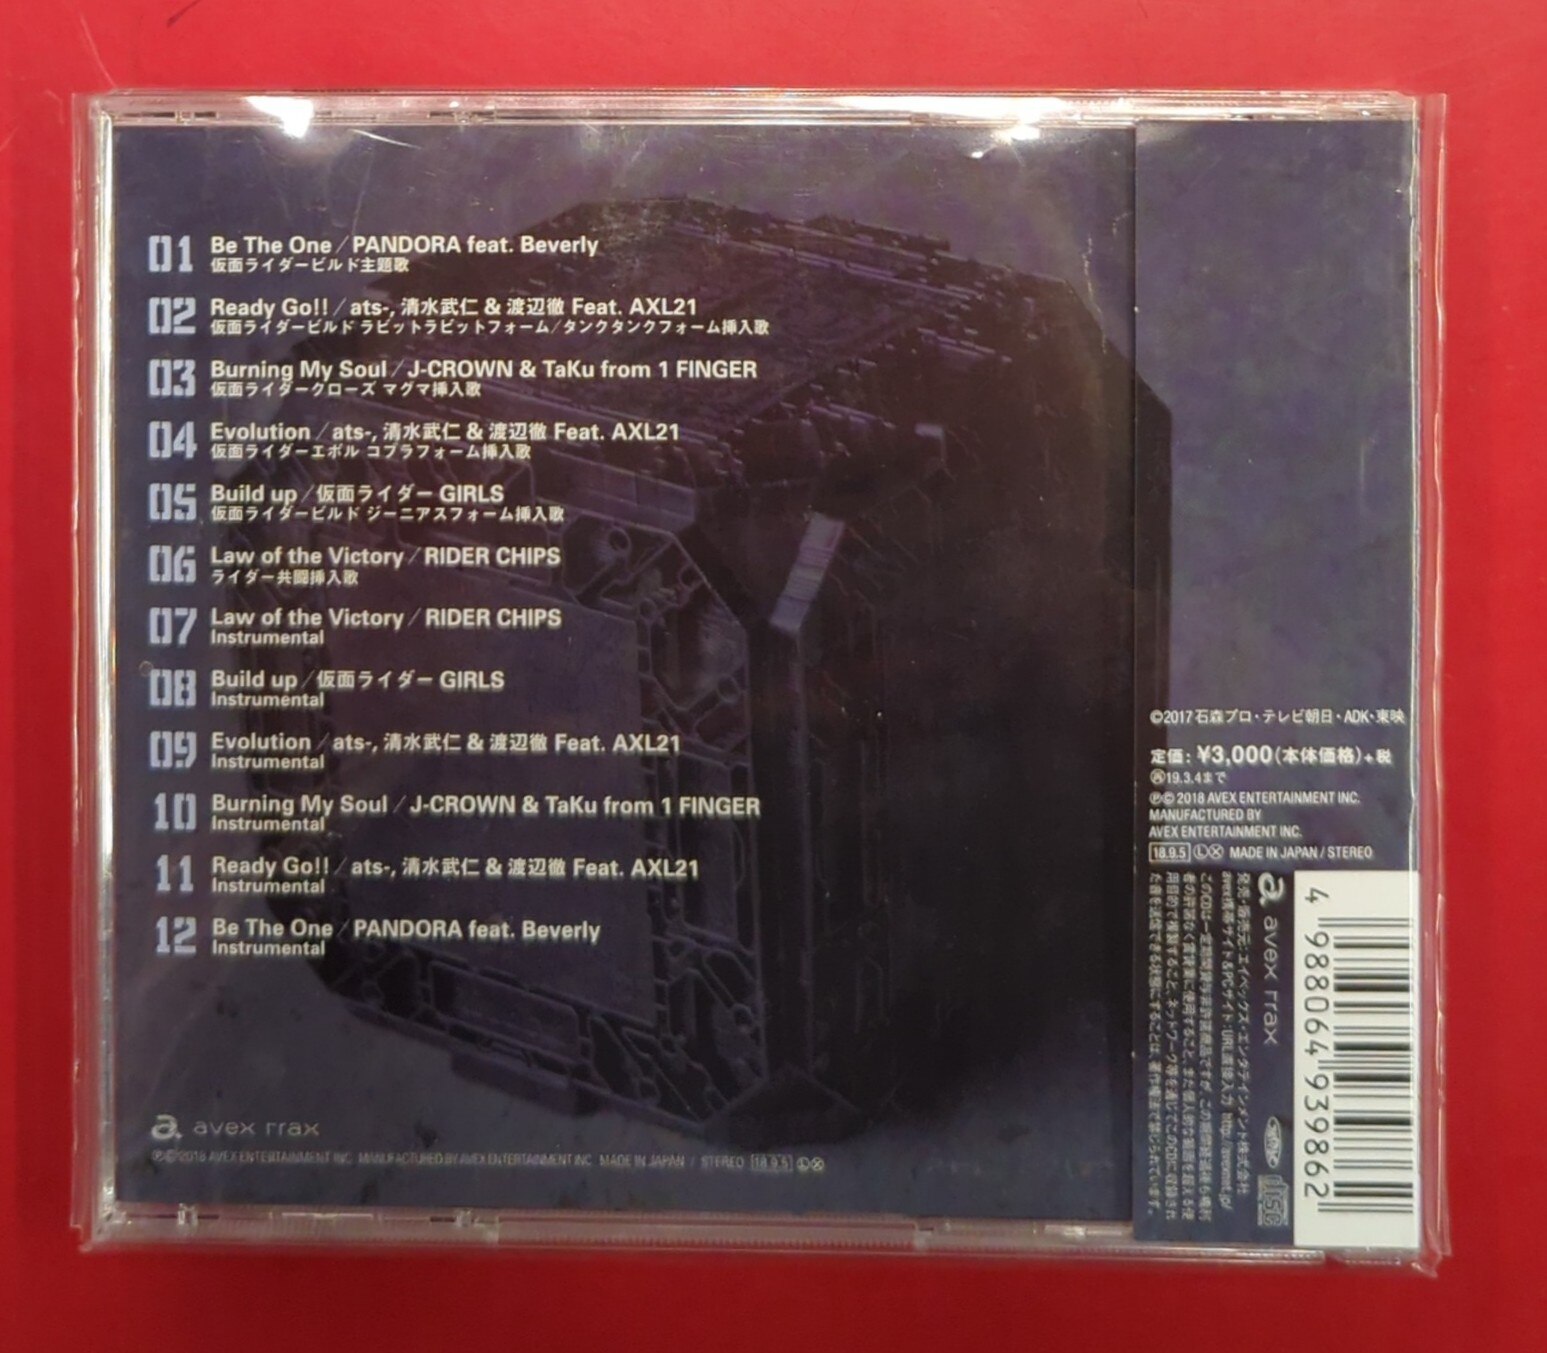 01 Be The One / PANDORA feat. Beverly
仮面ライダービルド主題歌
02 Ready Go!! / ats-, 清水武仁 & 渡辺徹 Feat. AXL21
仮面ライダービルド ラビットラビットフォーム/タンクタンクフォーム挿入歌
03 Burning My Soul / J-CROWN & TaKu from 1 FINGER
仮面ライダークローズ マグマ挿入歌
04 Evolution / ats-, 清水武仁 & 渡辺徹 Feat. AXL21
仮面ライダーエボル コブラフォーム挿入歌
05 Build up / 仮面ライダー GIRLS
仮面ライダービルド ジーニアスフォーム挿入歌
06 Law of the Victory / RIDER CHIPS
ライダー共闘挿入歌
07 Law of the Victory / RIDER CHIPS
Instrumental
08 Build up / 仮面ライダー GIRLS
Instrumental
09 Evolution / ats-, 清水武仁 & 渡辺徹 Feat. AXL21
Instrumental
10 Burning My Soul / J-CROWN & TaKu from 1 FINGER
Instrumental
11 Ready Go!! / ats-, 清水武仁 & 渡辺徹 Feat. AXL21
Instrumental
12 Be The One / PANDORA feat. Beverly
Instrumental
a. avex trax
℗©2018 AVEX ENTERTAINMENT INC. MANUFACTURED BY AVEX ENTERTAINMENT INC. MADE IN JAPAN / STEREO 18.9.5 Ⓛ Ⓧ
©2017 石森プロ・テレビ朝日・ADK・東映
定価: ¥3,000(本体価格)+税
㋞19.3.4まで
℗© 2018 AVEX ENTERTAINMENT INC.
MANUFACTURED BY
AVEX ENTERTAINMENT INC.
18.9.5 Ⓛ Ⓧ MADE IN JAPAN / STEREO
a. avex trax
4 988064 939862